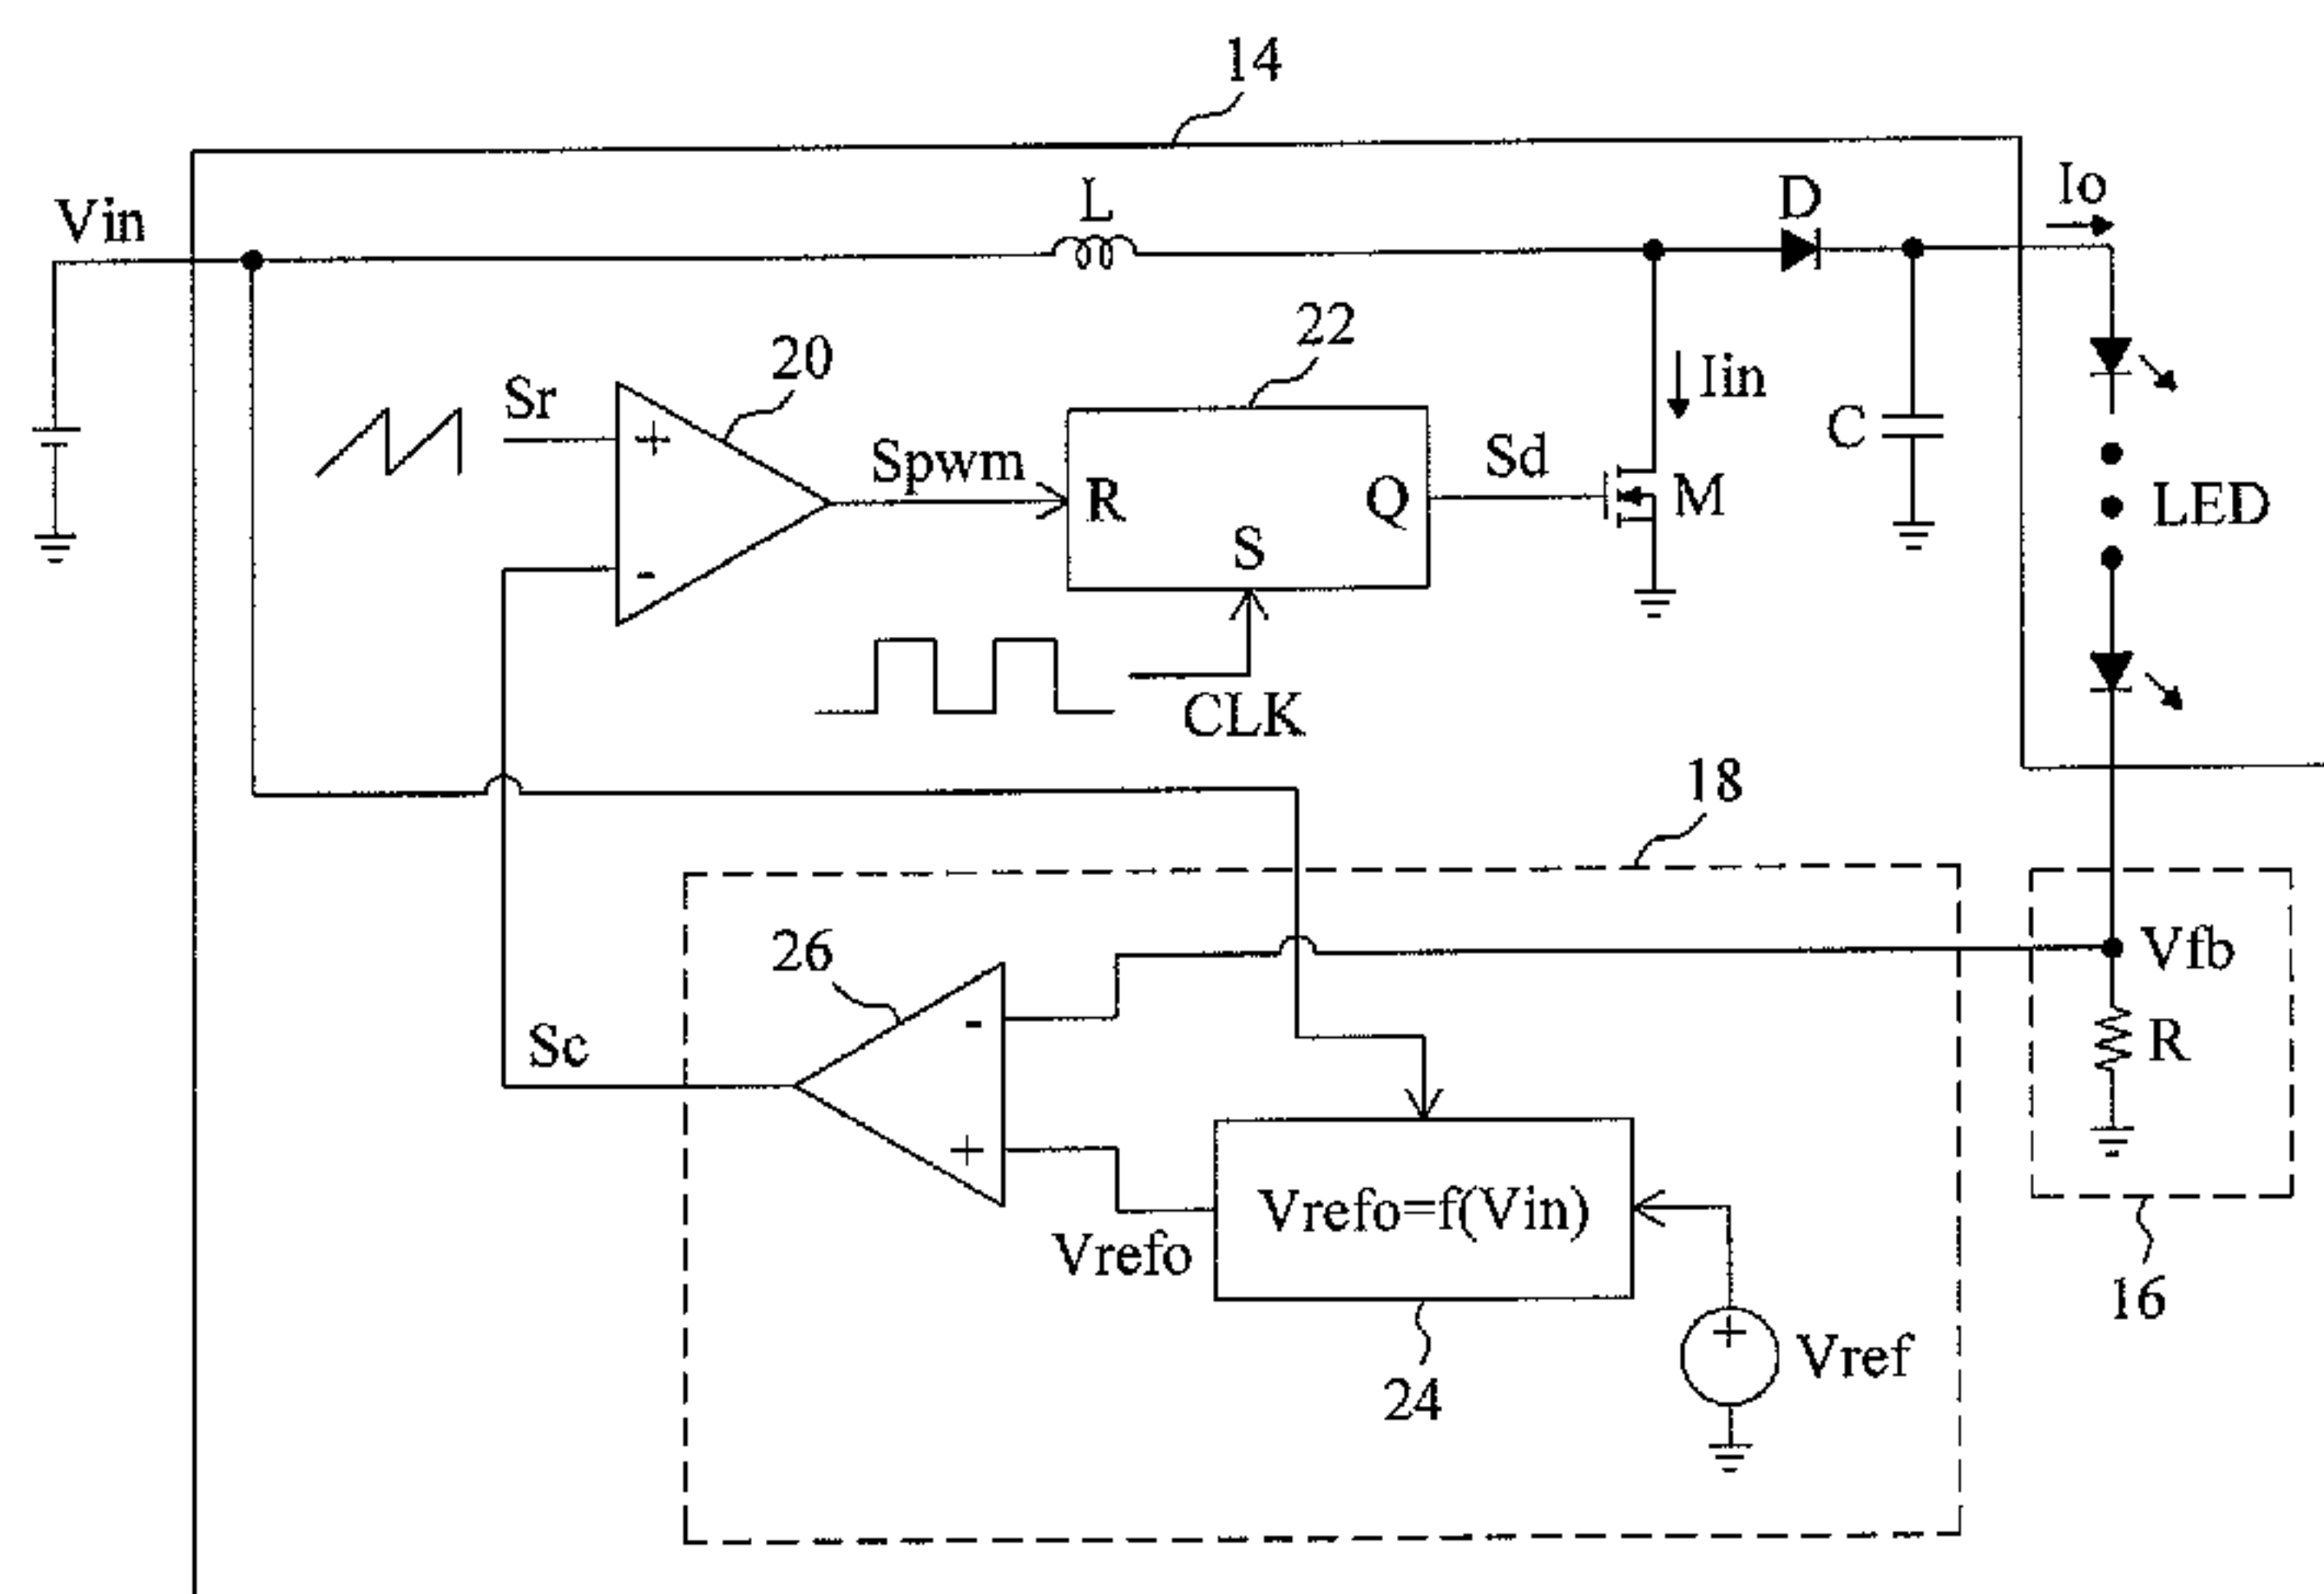 14
Vin
L
D
Io
Sr
20
22
Iin
+
Spwm
R
Q
Sd
M
C
LED
-
S
CLK
18
26
Vfb
-
Sc
R
+
Vrefo=f(Vin)
Vrefo
16
+
Vref
24